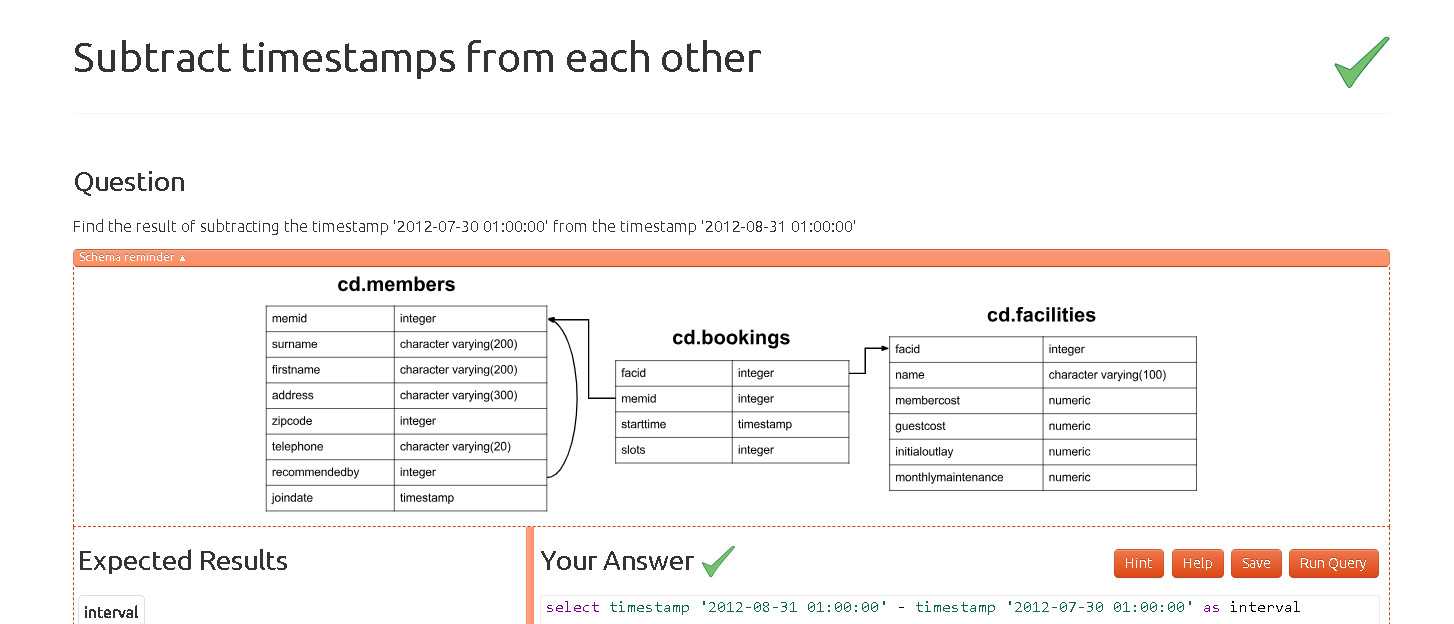 Subtract timestamps from each other
Question
Find the result of subtracting the timestamp '2012-07-30 01:00:00' from the timestamp '2012-08-31 01:00:00'
Schema reminder ▲
cd.members
memid integer
surname character varying(200)
firstname character varying(200)
address character varying(300)
zipcode integer
telephone character varying(20)
recommendedby integer
joindate timestamp
cd.bookings
facid integer
memid integer
starttime timestamp
slots integer
cd.facilities
facid integer
name character varying(100)
membercost numeric
guestcost numeric
initialoutlay numeric
monthlymaintenance numeric
Expected Results
interval
Your Answer
Hint Help Save Run Query
select timestamp '2012-08-31 01:00:00' - timestamp '2012-07-30 01:00:00' as interval